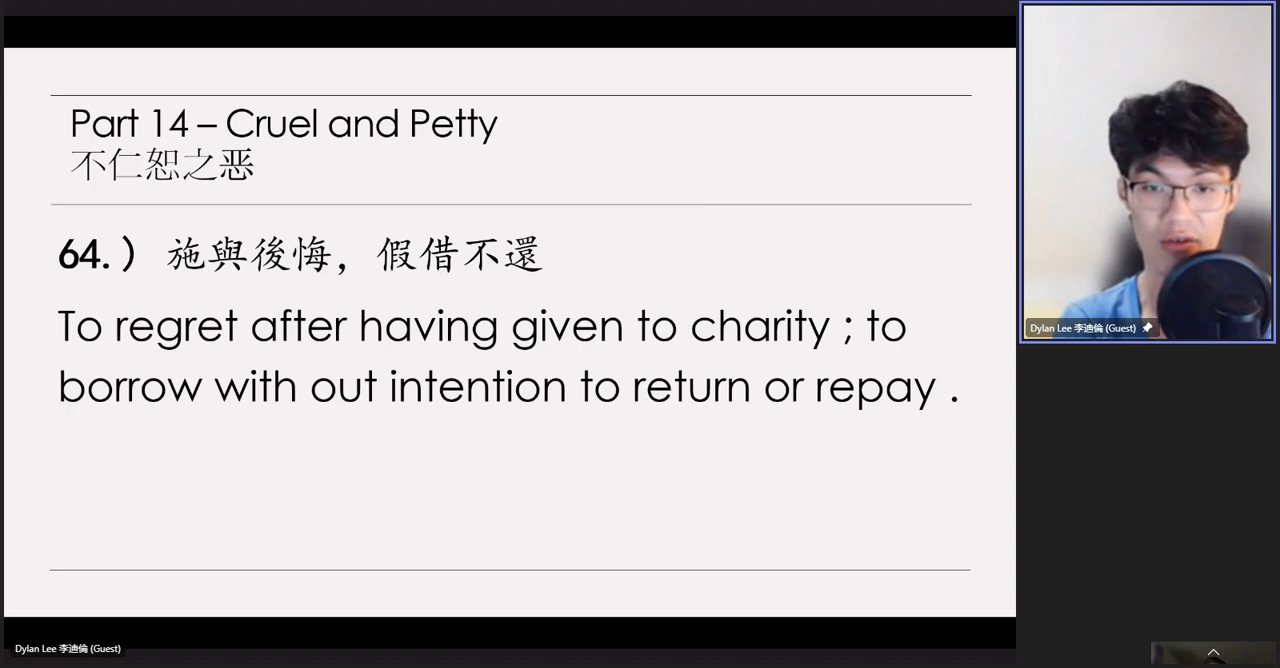 Part 14 – Cruel and Petty
不仁恕之恶
64.） 施與後悔，假借不還
To regret after having given to charity ; to
borrow with out intention to return or repay .
Dylan Lee 李迪倫 (Guest)
Dylan Lee 李迪倫 (Guest)